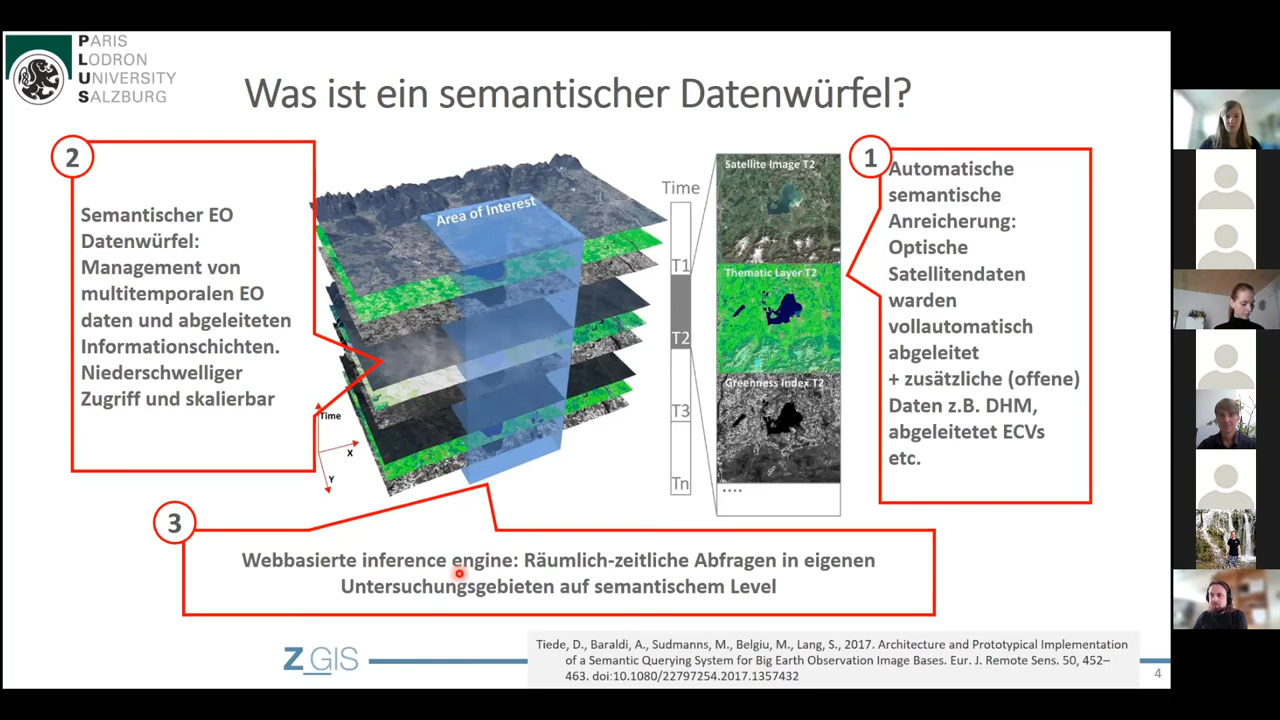 PARIS
LODRON
UNIVERSITY
SALZBURG
Was ist ein semantischer Datenwürfel?
2
Semantischer EO
Datenwürfel:
Management von
multitemporalen EO
daten und abgeleiteten
Informationschichten.
Niederschwelliger
Zugriff und skalierbar
Area of Interest
Time
X
Y
Time
T1
T2
T3
Tn
Satellite Image T2
Thematic Layer T2
Greenness Index T2
....
1
Automatische
semantische
Anreicherung:
Optische
Satellitendaten
warden
vollautomatisch
abgeleitet
+ zusätzliche (offene)
Daten z.B. DHM,
abgeleitetet ECVs
etc.
3
Webbasierte inference engine: Räumlich-zeitliche Abfragen in eigenen
Untersuchungsgebieten auf semantischem Level
Z GIS
Tiede, D., Baraldi, A., Sudmanns, M., Belgiu, M., Lang, S., 2017. Architecture and Prototypical Implementation
of a Semantic Querying System for Big Earth Observation Image Bases. Eur. J. Remote Sens. 50, 452–
463. doi:10.1080/22797254.2017.1357432
4